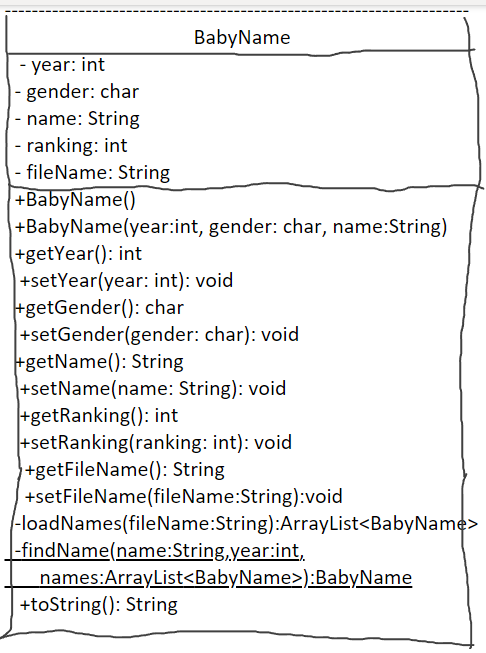 BabyName
- year: int
- gender: char
- name: String
- ranking: int
- fileName: String
+BabyName()
+BabyName(year:int, gender: char, name:String)
+getYear(): int
+setYear(year: int): void
+getGender(): char
+setGender(gender: char): void
+getName(): String
+setName(name: String): void
+getRanking(): int
+setRanking(ranking: int): void
+getFileName(): String
+setFileName(fileName:String):void
-loadNames(fileName:String):ArrayList<BabyName>
-findName(name:String,year:int,
names:ArrayList<BabyName>):BabyName
+toString(): String